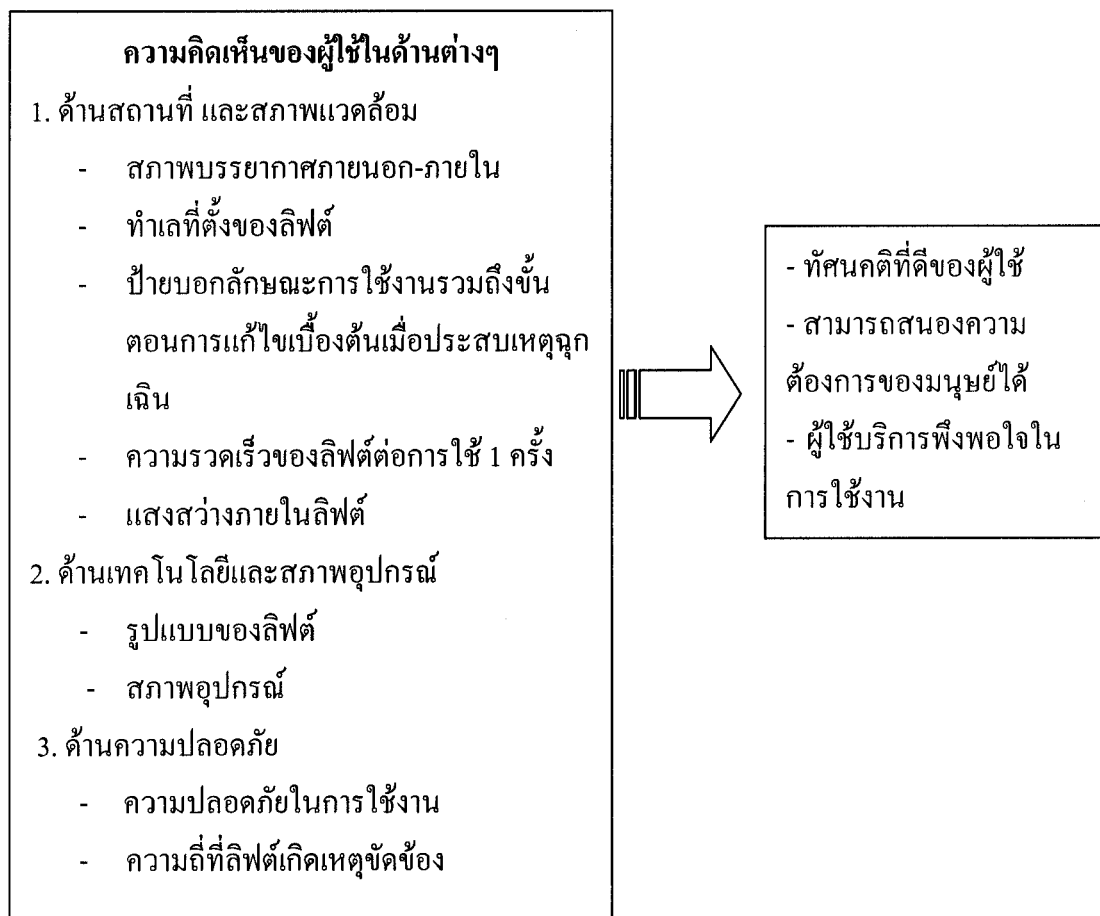 ความคิดเห็นของผู้ใช้ในด้านต่างๆ
1. ด้านสถานที่ และสภาพแวดล้อม
- สภาพบรรยากาศภายนอก-ภายใน
- ทำเลที่ตั้งของลิฟต์
- ป้ายบอกลักษณะการใช้งานรวมถึงขั้น
ตอนการแก้ไขเบื้องต้นเมื่อประสบเหตุฉุก
เฉิน
- ความรวดเร็วของลิฟต์ต่อการใช้ 1 ครั้ง
- แสงสว่างภายในลิฟต์
2. ด้านเทคโนโลยีและสภาพอุปกรณ์
- รูปแบบของลิฟต์
- สภาพอุปกรณ์
3. ด้านความปลอดภัย
- ความปลอดภัยในการใช้งาน
- ความถี่ที่ลิฟต์เกิดเหตุขัดข้อง
- ทัศนคติที่ดีของผู้ใช้
- สามารถสนองความ
ต้องการของมนุษย์ได้
- ผู้ใช้บริการพึงพอใจใน
การใช้งาน